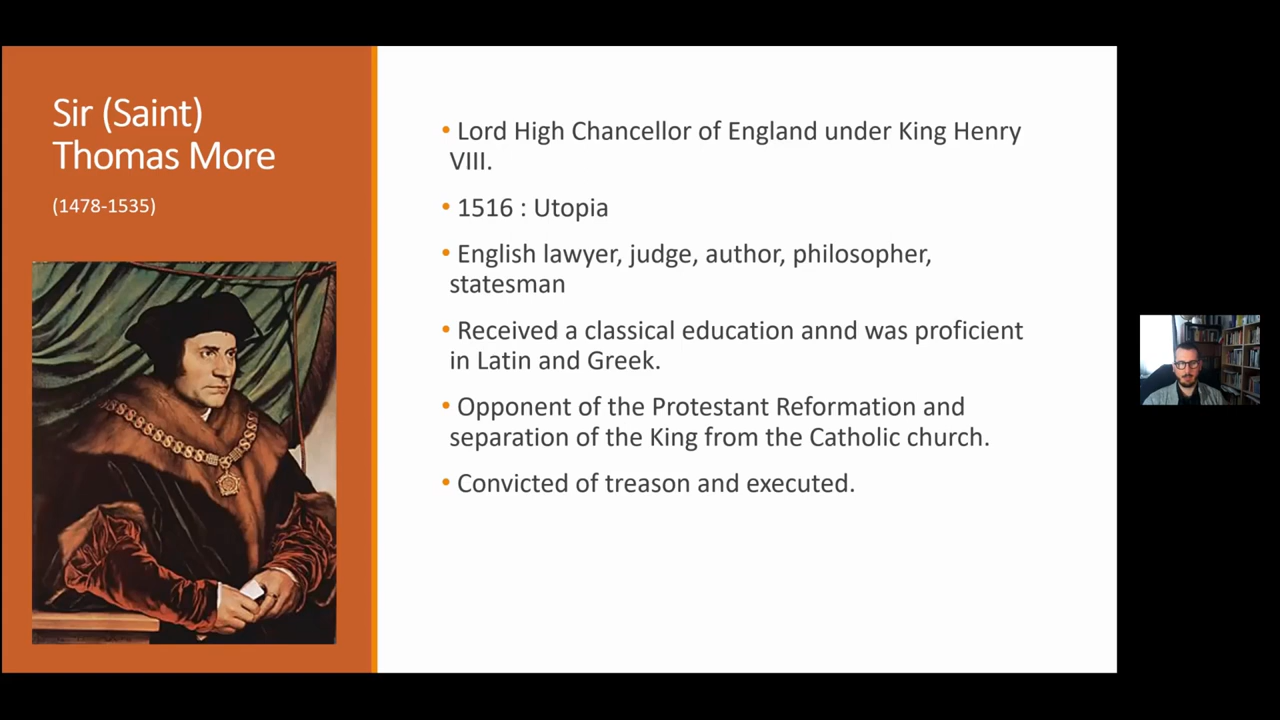 Sir (Saint)
Thomas More
(1478-1535)
• Lord High Chancellor of England under King Henry
VIII.
• 1516 : Utopia
• English lawyer, judge, author, philosopher,
statesman
• Received a classical education annd was proficient
in Latin and Greek.
• Opponent of the Protestant Reformation and
separation of the King from the Catholic church.
• Convicted of treason and executed.